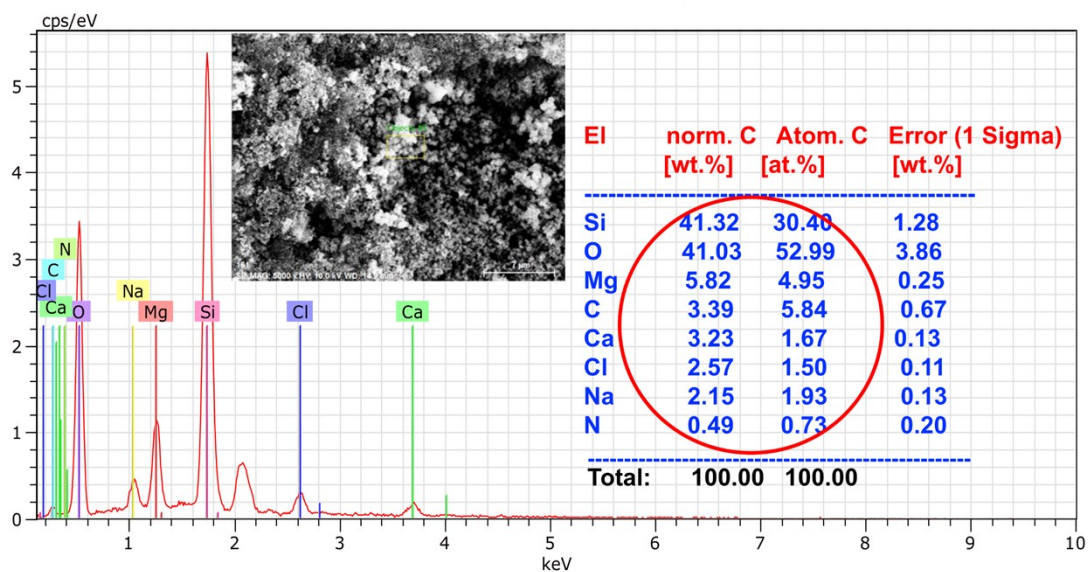 cps/eV
5
4
3
2
1
0
N
C
Cl
Ca
O
Na
Mg
Si
Cl
Ca
1 2 3 4 5 6 7 8 9 10
keV
El norm. C Atom. C Error (1 Sigma)
[wt.%] [at.%] [wt.%]
Si 41.32 30.40 1.28
O 41.03 52.99 3.86
Mg 5.82 4.95 0.25
C 3.39 5.84 0.67
Ca 3.23 1.67 0.13
Cl 2.57 1.50 0.11
Na 2.15 1.93 0.13
N 0.49 0.73 0.20
Total: 100.00 100.00